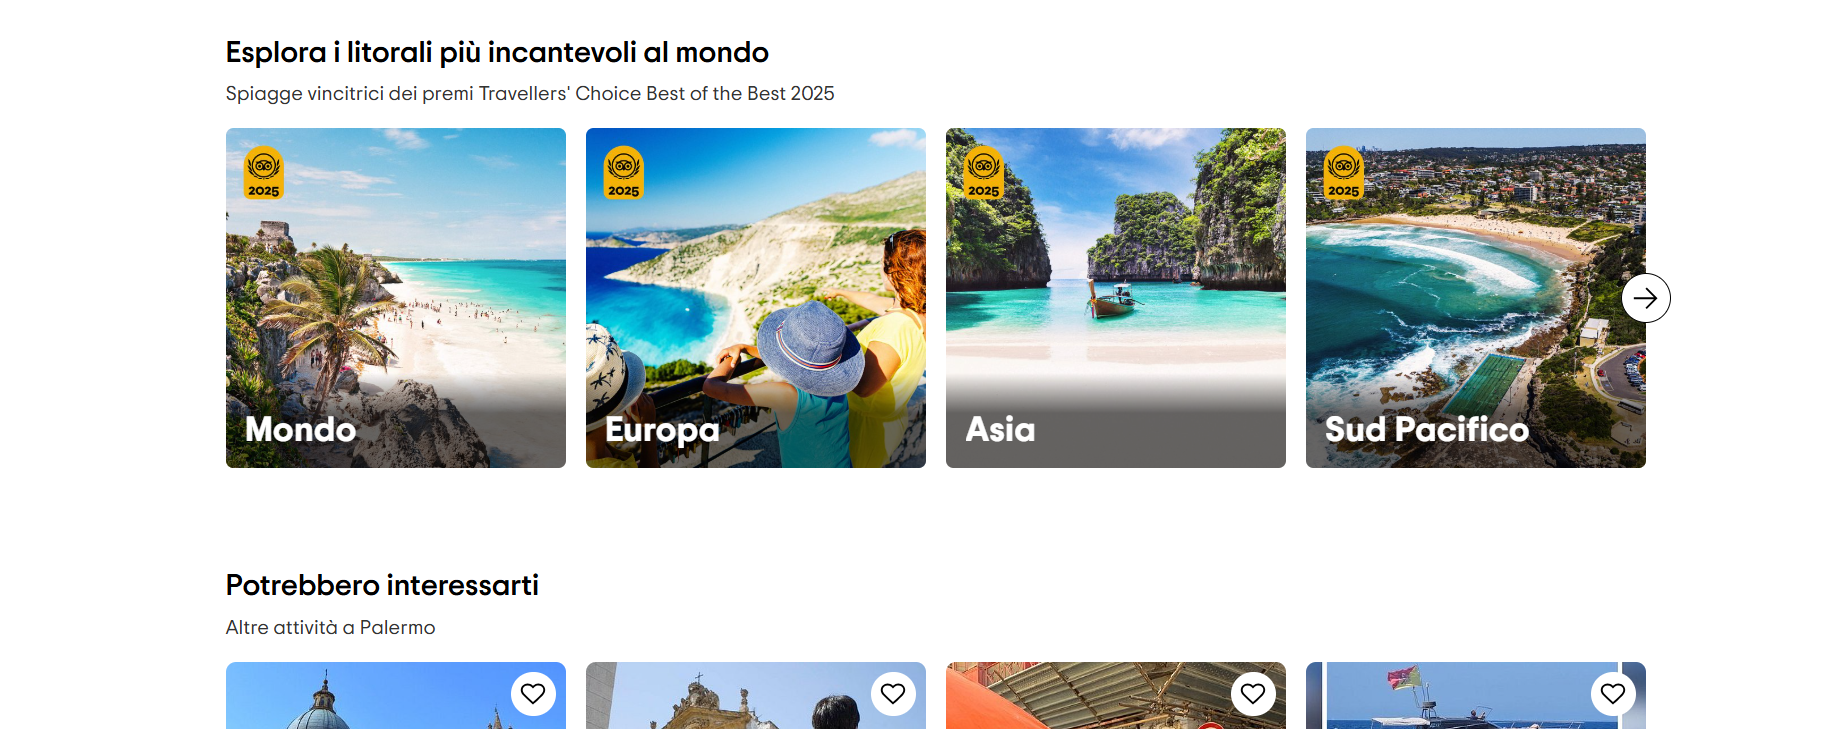 Esplora i litorali più incantevoli al mondo
Spiagge vincitrici dei premi Travellers' Choice Best of the Best 2025
2025
2025
2025
2025
Mondo
Europa
Asia
Sud Pacifico
Potrebbero interessarti
Altre attività a Palermo